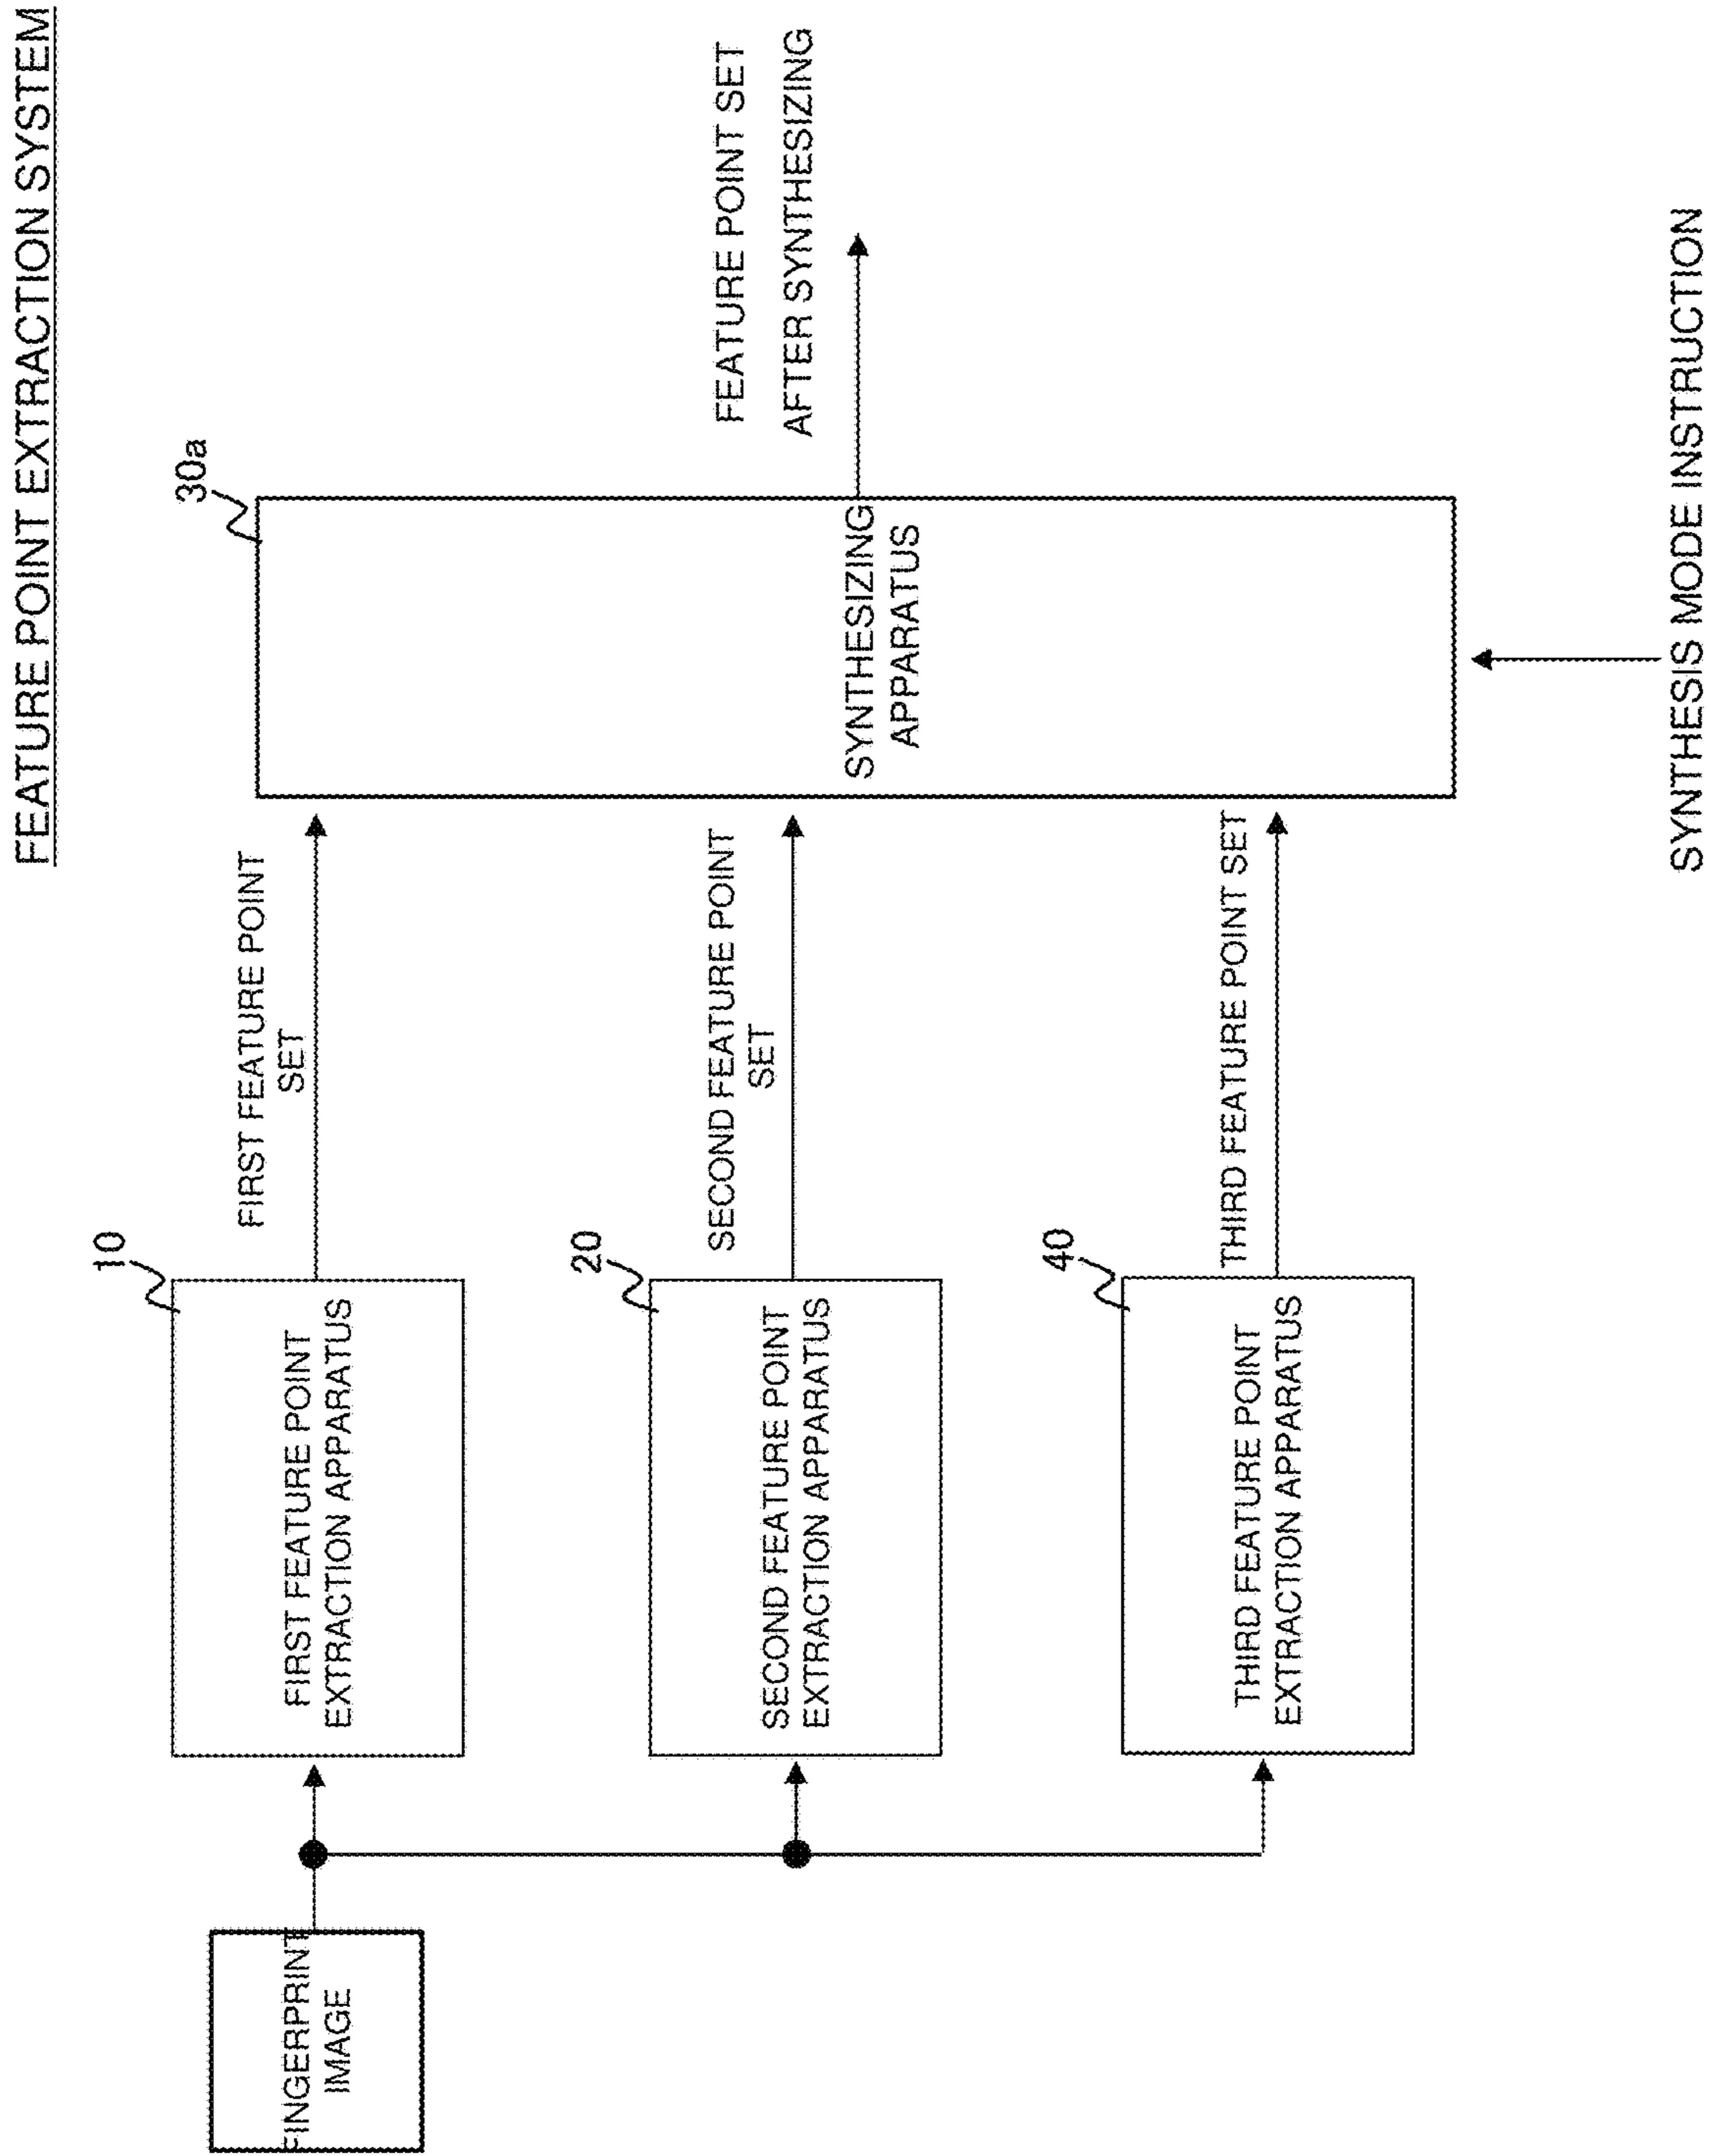 FEATURE POINT EXTRACTION SYSTEM
FINGERPRINT
IMAGE
10
FIRST FEATURE POINT
EXTRACTION APPARATUS
FIRST FEATURE POINT
SET
20
SECOND FEATURE POINT
EXTRACTION APPARATUS
SECOND FEATURE POINT
SET
40
THIRD FEATURE POINT
EXTRACTION APPARATUS
THIRD FEATURE POINT SET
30a
SYNTHESIZING
APPARATUS
FEATURE POINT SET
AFTER SYNTHESIZING
SYNTHESIS MODE INSTRUCTION